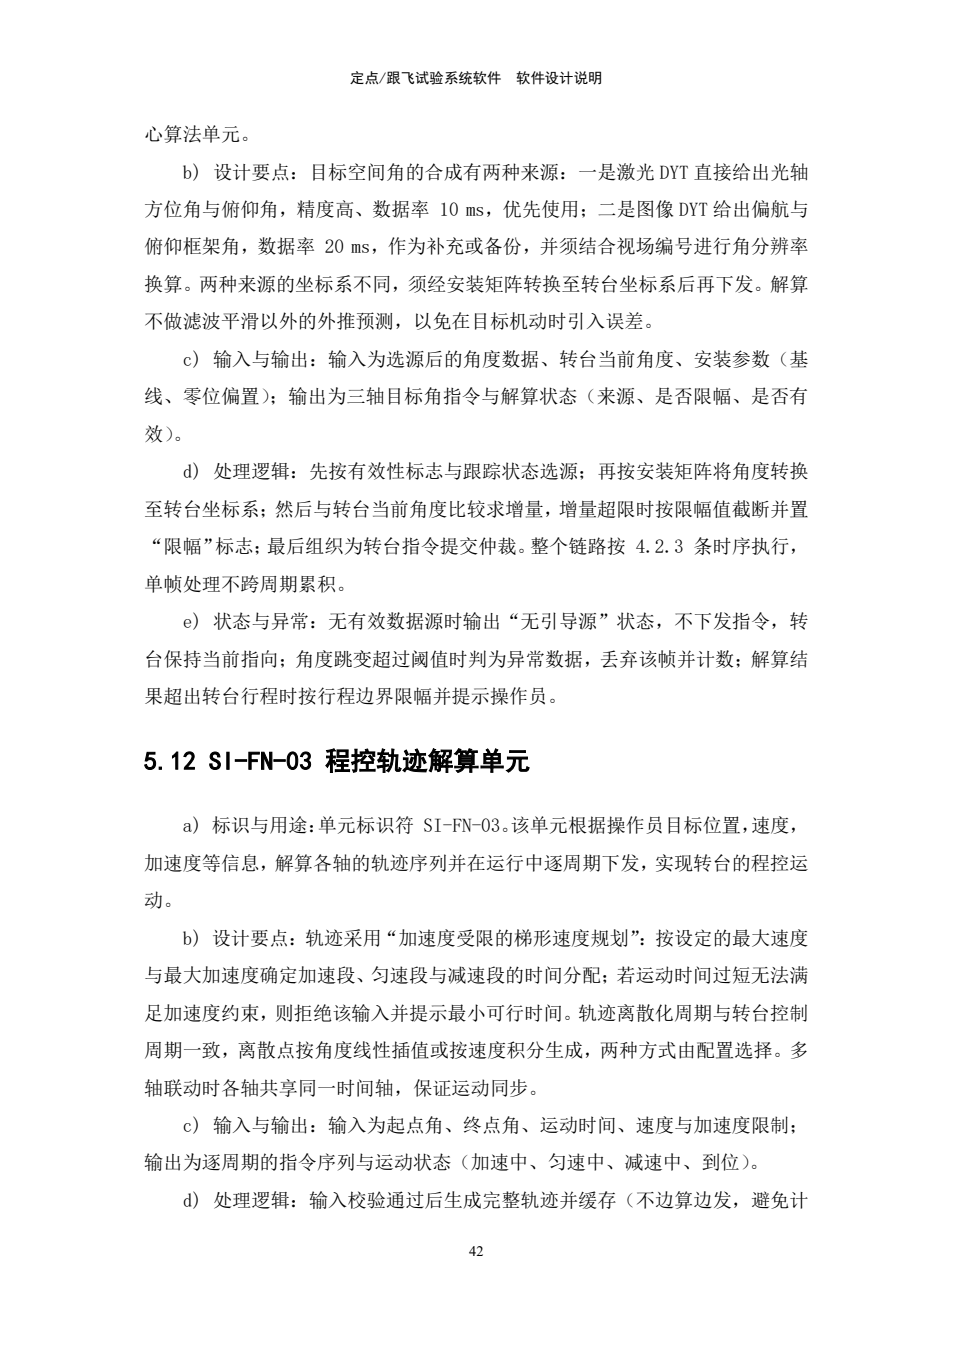 定点/跟飞试验系统软件　软件设计说明
心算法单元。
b) 设计要点：目标空间角的合成有两种来源：一是激光 DYT 直接给出光轴
方位角与俯仰角，精度高、数据率 10 ms，优先使用；二是图像 DYT 给出偏航与
俯仰框架角，数据率 20 ms，作为补充或备份，并须结合视场编号进行角分辨率
换算。两种来源的坐标系不同，须经安装矩阵转换至转台坐标系后再下发。解算
不做滤波平滑以外的外推预测，以免在目标机动时引入误差。
c) 输入与输出：输入为选源后的角度数据、转台当前角度、安装参数（基
线、零位偏置）；输出为三轴目标角指令与解算状态（来源、是否限幅、是否有
效）。
d) 处理逻辑：先按有效性标志与跟踪状态选源；再按安装矩阵将角度转换
至转台坐标系；然后与转台当前角度比较求增量，增量超限时按限幅值截断并置
“限幅”标志；最后组织为转台指令提交仲裁。整个链路按 4.2.3 条时序执行，
单帧处理不跨周期累积。
e) 状态与异常：无有效数据源时输出“无引导源”状态，不下发指令，转
台保持当前指向；角度跳变超过阈值时判为异常数据，丢弃该帧并计数；解算结
果超出转台行程时按行程边界限幅并提示操作员。
5.12 SI-FN-03 程控轨迹解算单元
a) 标识与用途：单元标识符 SI-FN-03。该单元根据操作员目标位置，速度，
加速度等信息，解算各轴的轨迹序列并在运行中逐周期下发，实现转台的程控运
动。
b) 设计要点：轨迹采用“加速度受限的梯形速度规划”：按设定的最大速度
与最大加速度确定加速段、匀速段与减速段的时间分配；若运动时间过短无法满
足加速度约束，则拒绝该输入并提示最小可行时间。轨迹离散化周期与转台控制
周期一致，离散点按角度线性插值或按速度积分生成，两种方式由配置选择。多
轴联动时各轴共享同一时间轴，保证运动同步。
c) 输入与输出：输入为起点角、终点角、运动时间、速度与加速度限制；
输出为逐周期的指令序列与运动状态（加速中、匀速中、减速中、到位）。
d) 处理逻辑：输入校验通过后生成完整轨迹并缓存（不边算边发，避免计
42